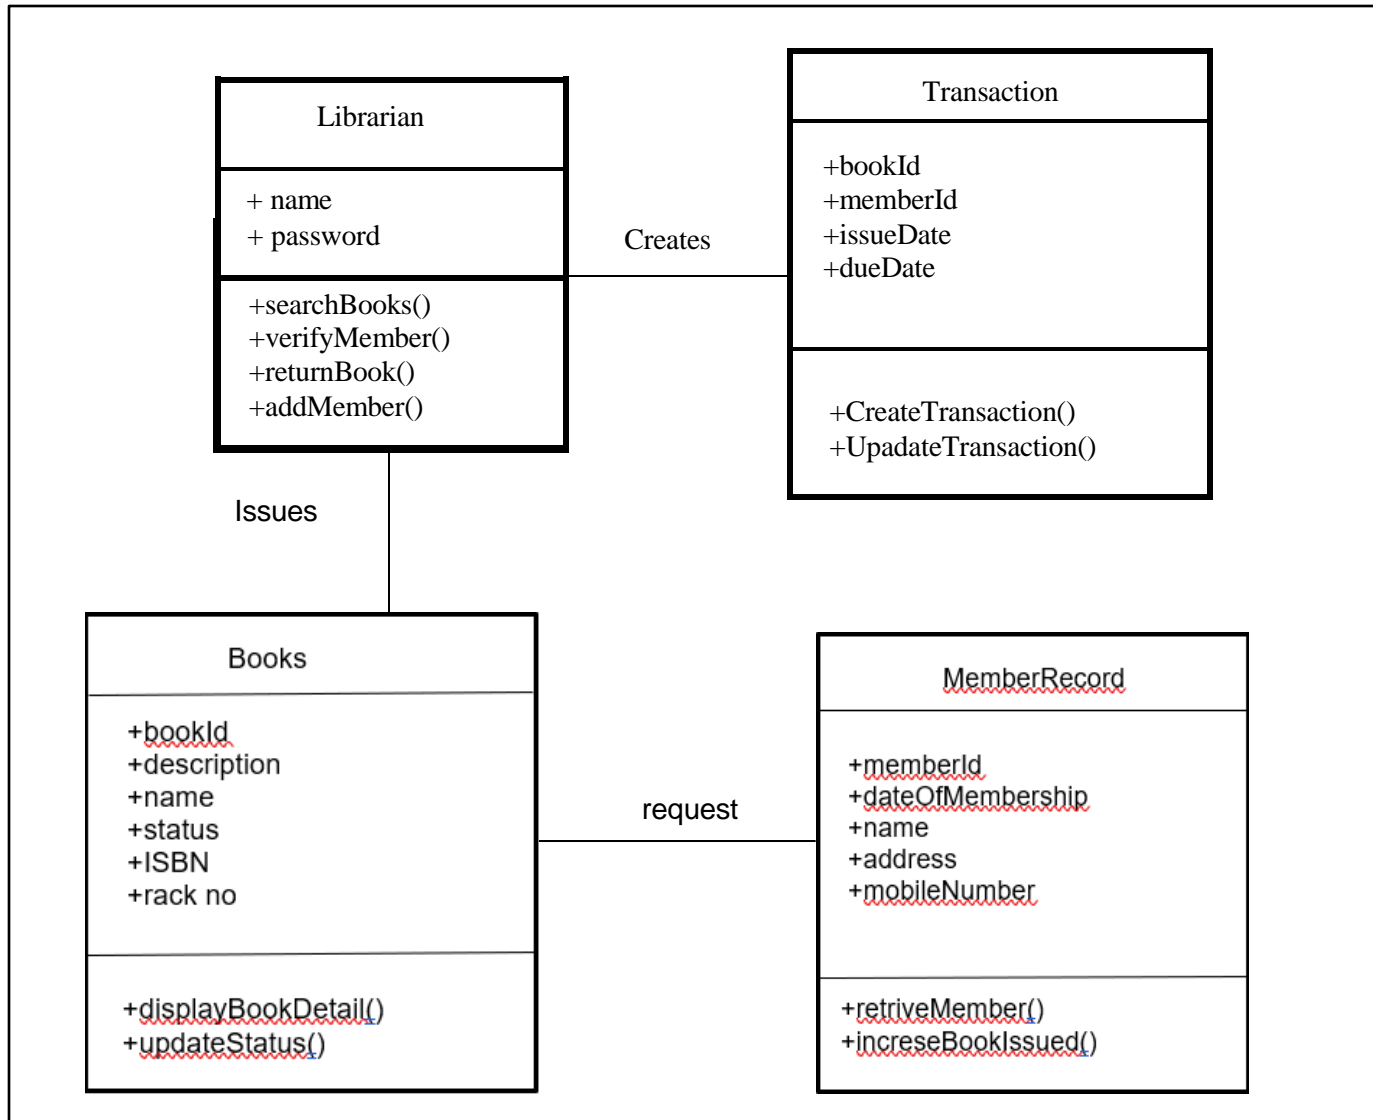 Librarian
+ name
+ password
+searchBooks()
+verifyMember()
+returnBook()
+addMember()
Creates
Transaction
+bookId
+memberId
+issueDate
+dueDate
+CreateTransaction()
+UpadateTransaction()
Issues
Books
+bookId
+description
+name
+status
+ISBN
+rack no
+displayBookDetail()
+updateStatus()
request
MemberRecord
+memberId
+dateOfMembership
+name
+address
+mobileNumber
+retriveMember()
+increseBookIssued()